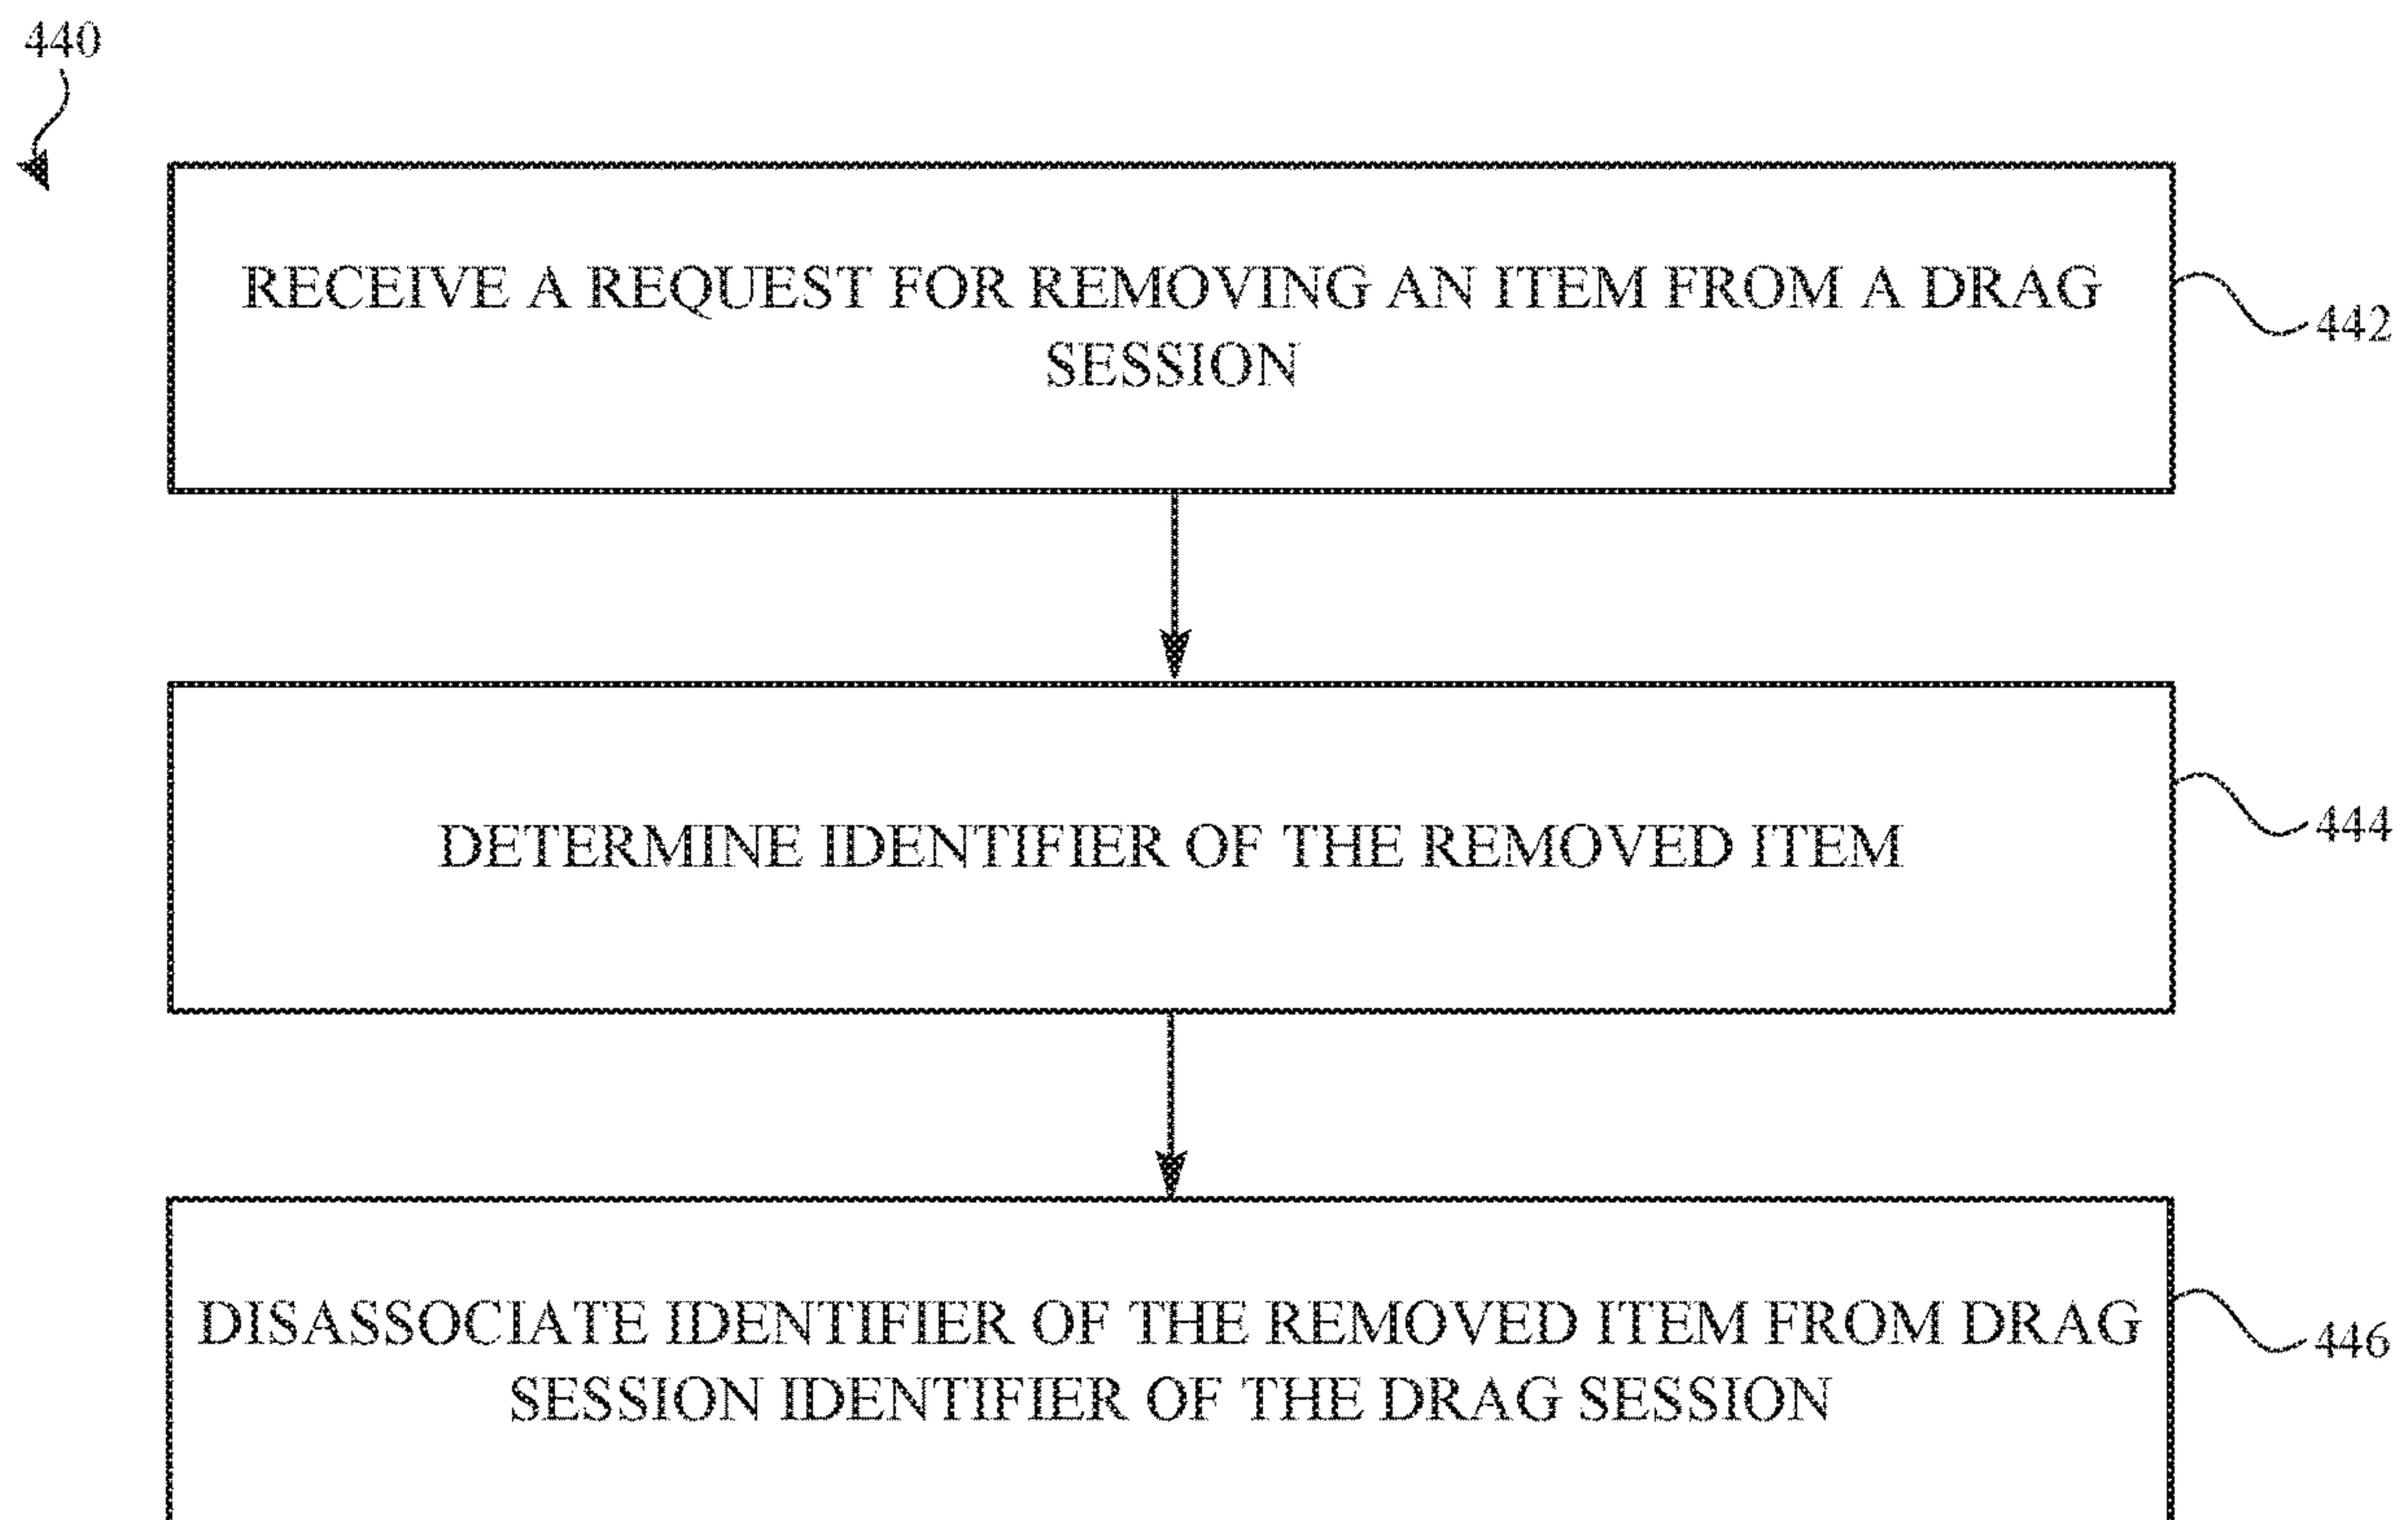 440
RECEIVE A REQUEST FOR REMOVING AN ITEM FROM A DRAG
SESSION
442
DETERMINE IDENTIFIER OF THE REMOVED ITEM
444
DISASSOCIATE IDENTIFIER OF THE REMOVED ITEM FROM DRAG
SESSION IDENTIFIER OF THE DRAG SESSION
446